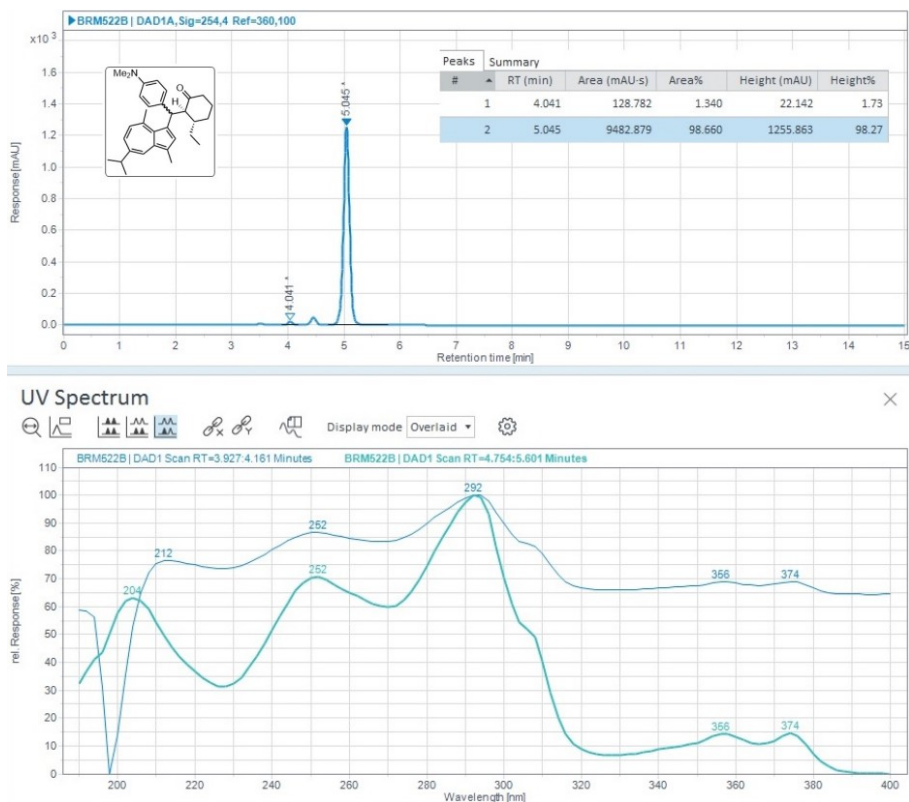 BRM522B | DAD1A,Sig=254,4 Ref=360,100
x10³
1.6
1.4
1.2
1.0
0.8
0.6
0.4
0.2
0.0
Response [mAU]
Me₂N
O
H
4.041 *
5.045 *
Peaks Summary
# RT (min) Area (mAU·s) Area% Height (mAU) Height%
1 4.041 128.782 1.340 22.142 1.73
2 5.045 9482.879 98.660 1255.863 98.27
0 1 2 3 4 5 6 7 8 9 10 11 12 13 14 15
Retention time [min]
UV Spectrum
Display mode Overlaid
BRM522B | DAD1 Scan RT=3.927:4.161 Minutes BRM522B | DAD1 Scan RT=4.754:5.601 Minutes
110
100
90
80
70
60
50
40
30
20
10
0
rel. Response [%]
212
252
292
366
374
204
252
366
374
200 220 240 260 280 300 320 340 360 380 400
Wavelength [nm]